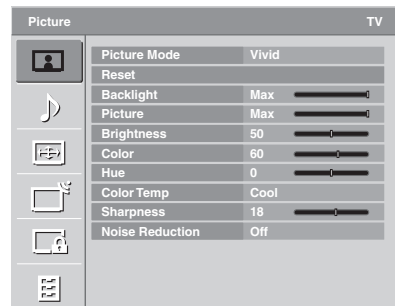 Picture TV
Picture Mode Vivid
Reset
Backlight Max
Picture Max
Brightness 50
Color 60
Hue 0
Color Temp Cool
Sharpness 18
Noise Reduction Off